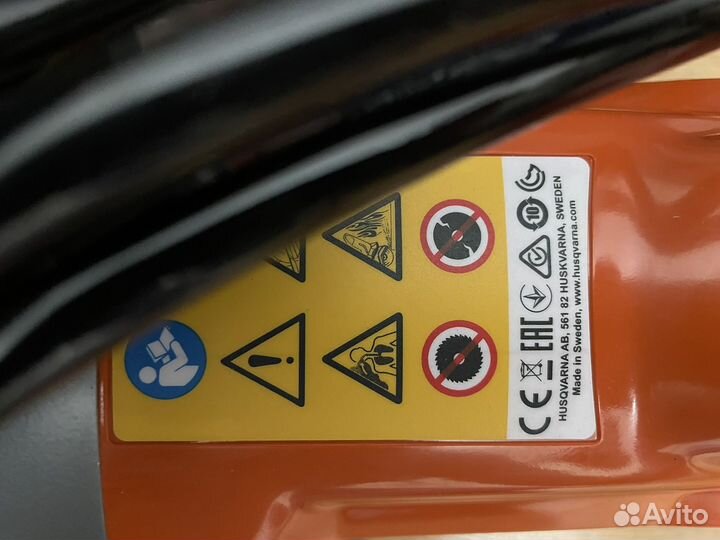 CE EAC 10
HUSQVARNA AB, 561 82 HUSKVARNA, SWEDEN
Made in Sweden, www.husqvarna.com
Avito